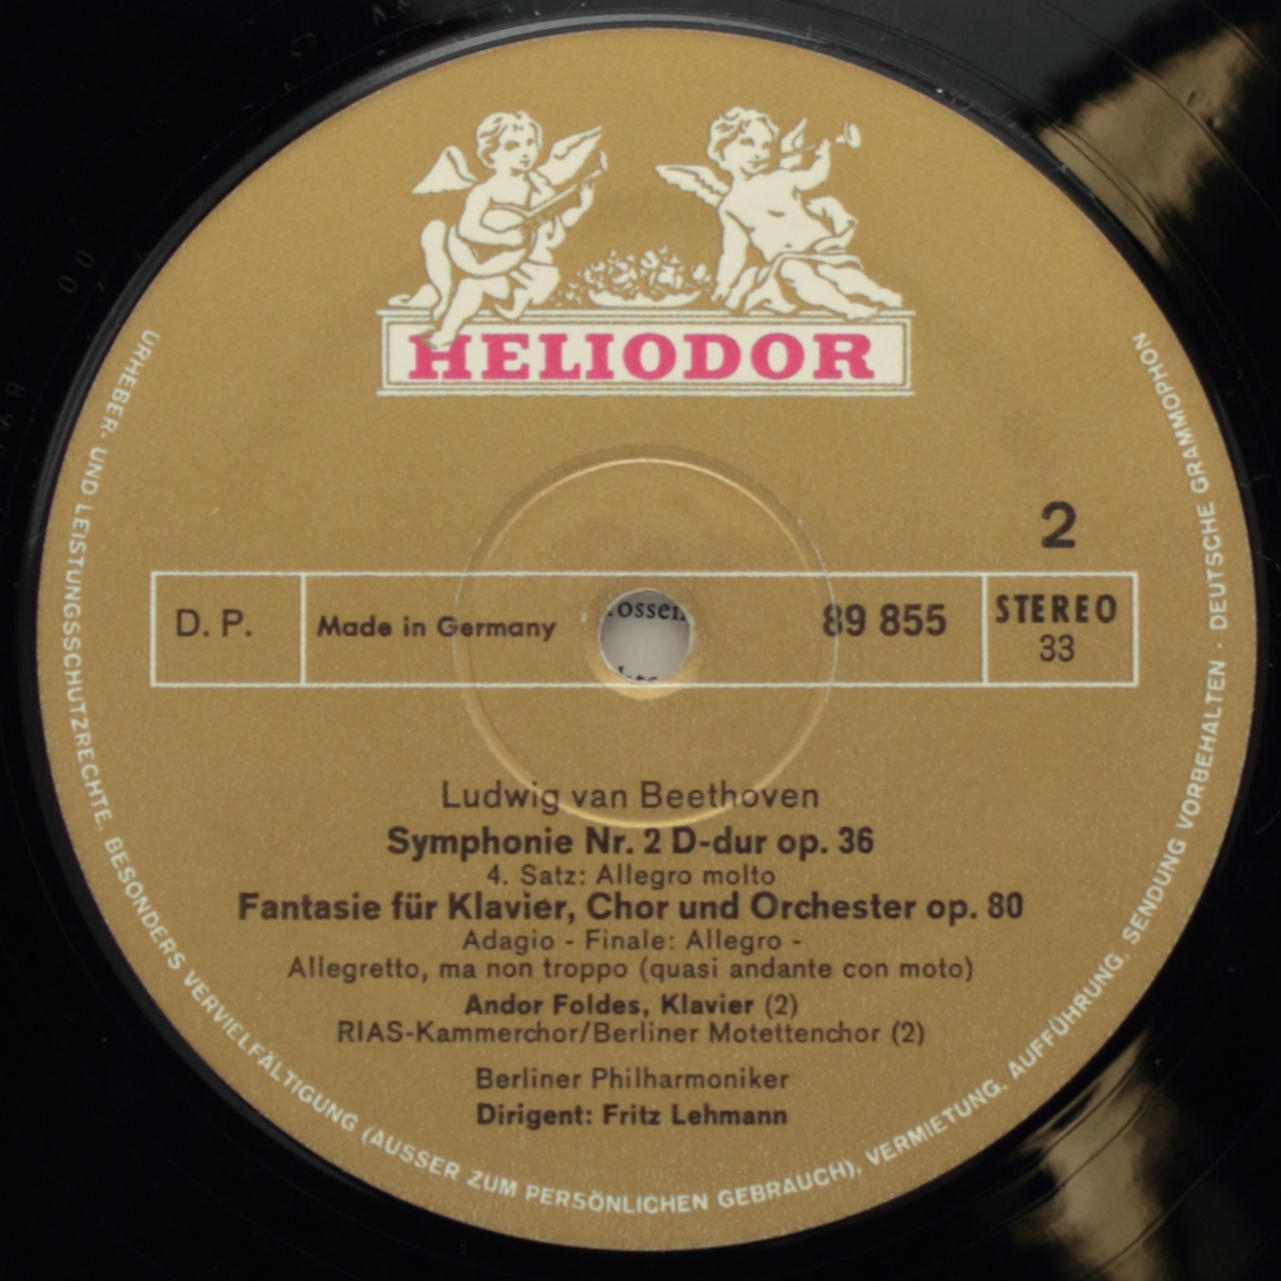 HELIODOR
2
D. P.
Made in Germany
89 855
STEREO
33
Ludwig van Beethoven
Symphonie Nr. 2 D-dur op. 36
4. Satz: Allegro molto
Fantasie für Klavier, Chor und Orchester op. 80
Adagio - Finale: Allegro -
Allegretto, ma non troppo (quasi andante con moto)
Andor Foldes, Klavier (2)
RIAS-Kammerchor/Berliner Motettenchor (2)
Berliner Philharmoniker
Dirigent: Fritz Lehmann
URHEBER- UND LEISTUNGSSCHUTZRECHTE, BESONDERS VERVIELFÄLTIGUNG (AUSSER ZUM PERSÖNLICHEN GEBRAUCH), VERMIETUNG, AUFFÜHRUNG, SENDUNG VORBEHALTEN · DEUTSCHE GRAMMOPHON